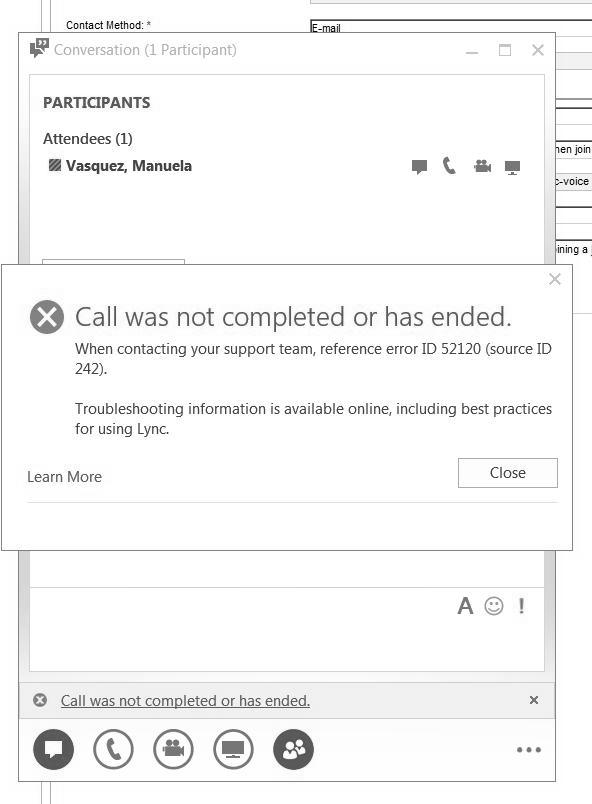 Contact Method: *
E-mail
Conversation (1 Participant)
PARTICIPANTS
Attendees (1)
Vasquez, Manuela
hen join
c-voice
ining a
Call was not completed or has ended.
When contacting your support team, reference error ID 52120 (source ID
242).
Troubleshooting information is available online, including best practices
for using Lync.
Learn More
Close
A
!
Call was not completed or has ended.